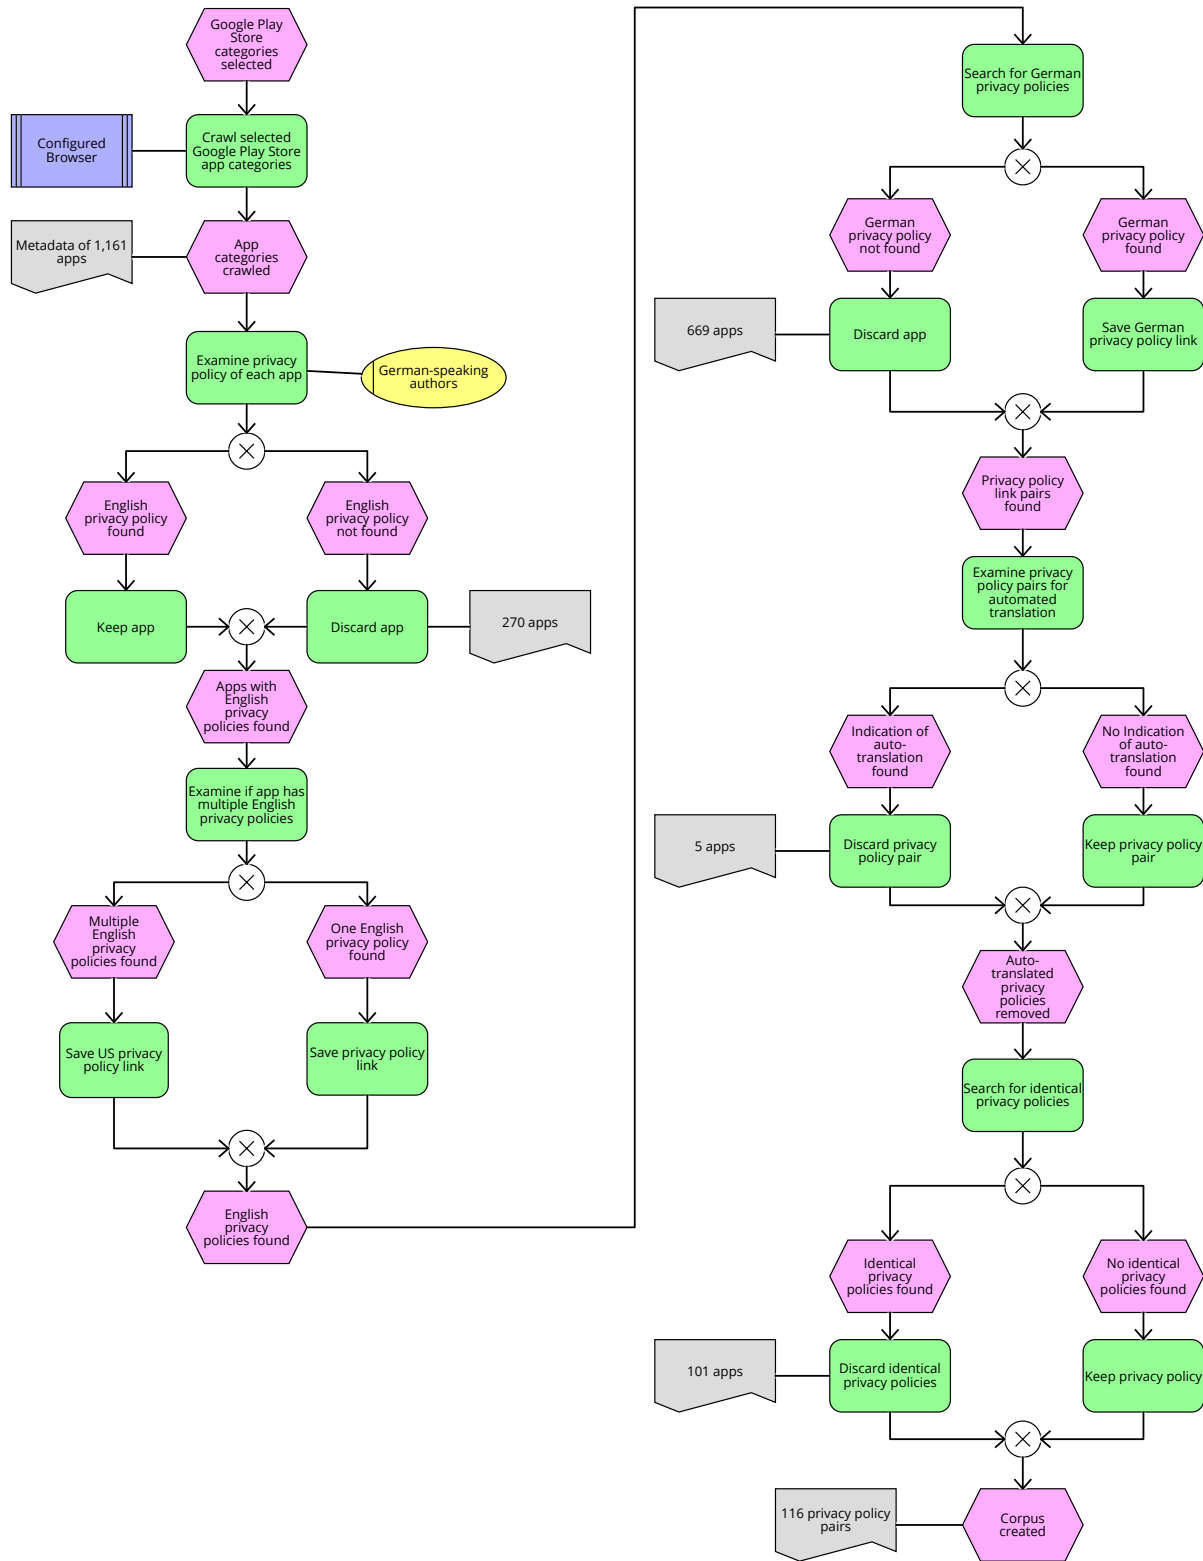 Google Play
Store
categories
selected
Configured
Browser
Crawl selected
Google Play Store
app categories
Metadata of 1,161
apps
App
categories
crawled
Examine privacy
policy of each app
German-speaking
authors
English
privacy policy
found
English
privacy policy
not found
Keep app
Discard app
270 apps
Apps with
English
privacy
policies found
Examine if app has
multiple English
privacy policies
Multiple
English
privacy
policies found
One English
privacy policy
found
Save US privacy
policy link
Save privacy policy
link
English
privacy
policies found
Search for German
privacy policies
German
privacy policy
not found
German
privacy policy
found
669 apps
Discard app
Save German
privacy policy link
Privacy policy
link pairs
found
Examine privacy
policy pairs for
automated
translation
Indication of
auto-
translation
found
No Indication
of auto-
translation
found
5 apps
Discard privacy
policy pair
Keep privacy policy
pair
Auto-
translated
privacy
policies
removed
Search for identical
privacy policies
Identical
privacy
policies found
No identical
privacy
policies found
101 apps
Discard identical
privacy policies
Keep privacy policy
116 privacy policy
pairs
Corpus
created